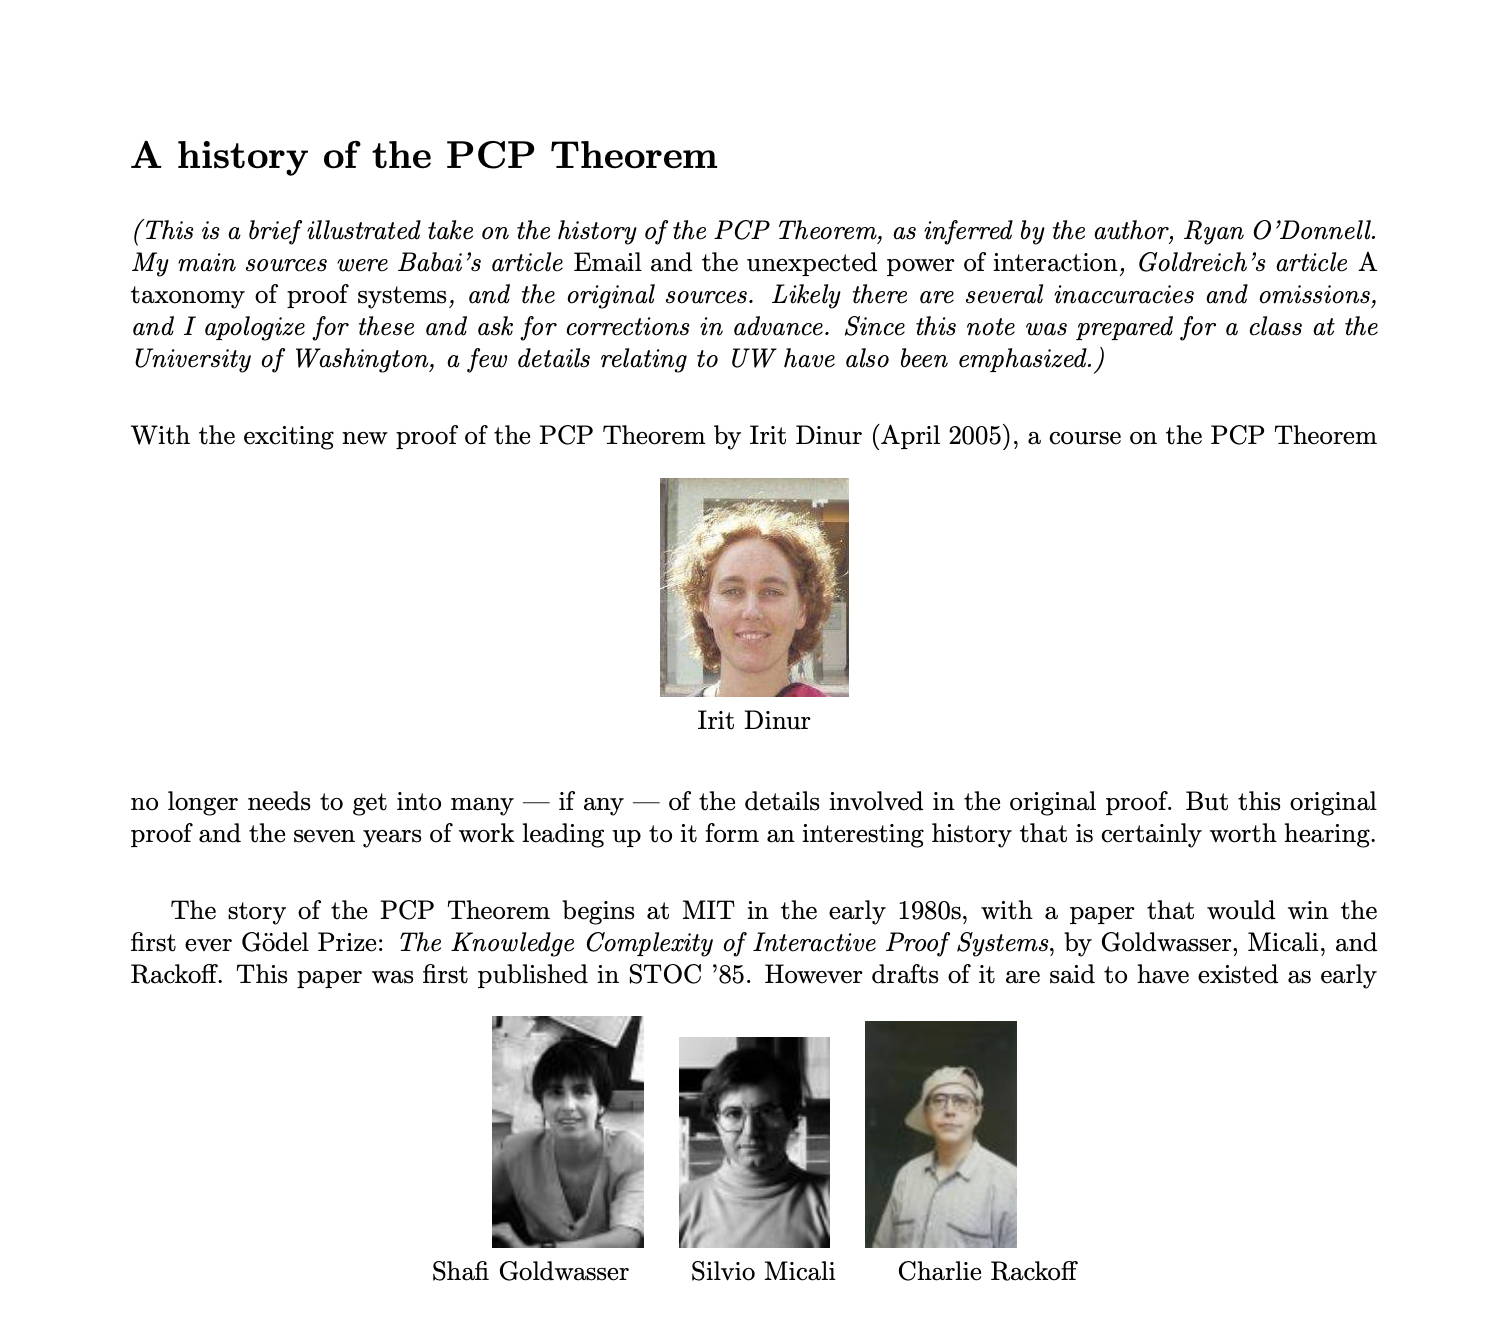 A history of the PCP Theorem
(This is a brief illustrated take on the history of the PCP Theorem, as inferred by the author, Ryan O'Donnell.
My main sources were Babai's article Email and the unexpected power of interaction, Goldreich's article A
taxonomy of proof systems, and the original sources. Likely there are several inaccuracies and omissions,
and I apologize for these and ask for corrections in advance. Since this note was prepared for a class at the
University of Washington, a few details relating to UW have also been emphasized.)
With the exciting new proof of the PCP Theorem by Irit Dinur (April 2005), a course on the PCP Theorem
Irit Dinur
no longer needs to get into many — if any — of the details involved in the original proof. But this original
proof and the seven years of work leading up to it form an interesting history that is certainly worth hearing.
The story of the PCP Theorem begins at MIT in the early 1980s, with a paper that would win the
first ever Gödel Prize: The Knowledge Complexity of Interactive Proof Systems, by Goldwasser, Micali, and
Rackoff. This paper was first published in STOC '85. However drafts of it are said to have existed as early
Shafi Goldwasser Silvio Micali Charlie Rackoff